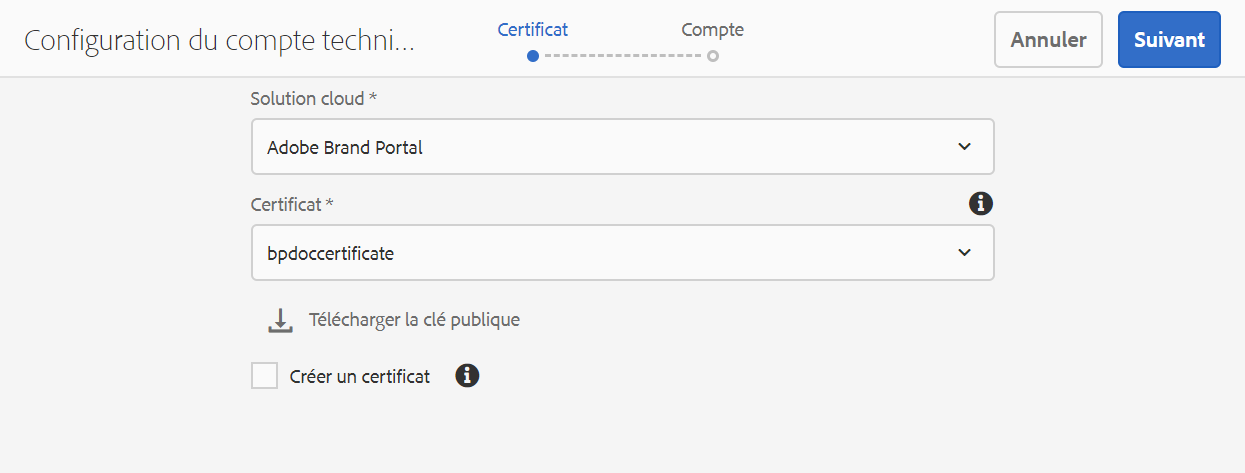 Configuration du compte techni...
Certificat
Compte
Annuler
Suivant
Solution cloud *
Adobe Brand Portal
Certificat *
bpdoccertificate
Télécharger la clé publique
Créer un certificat